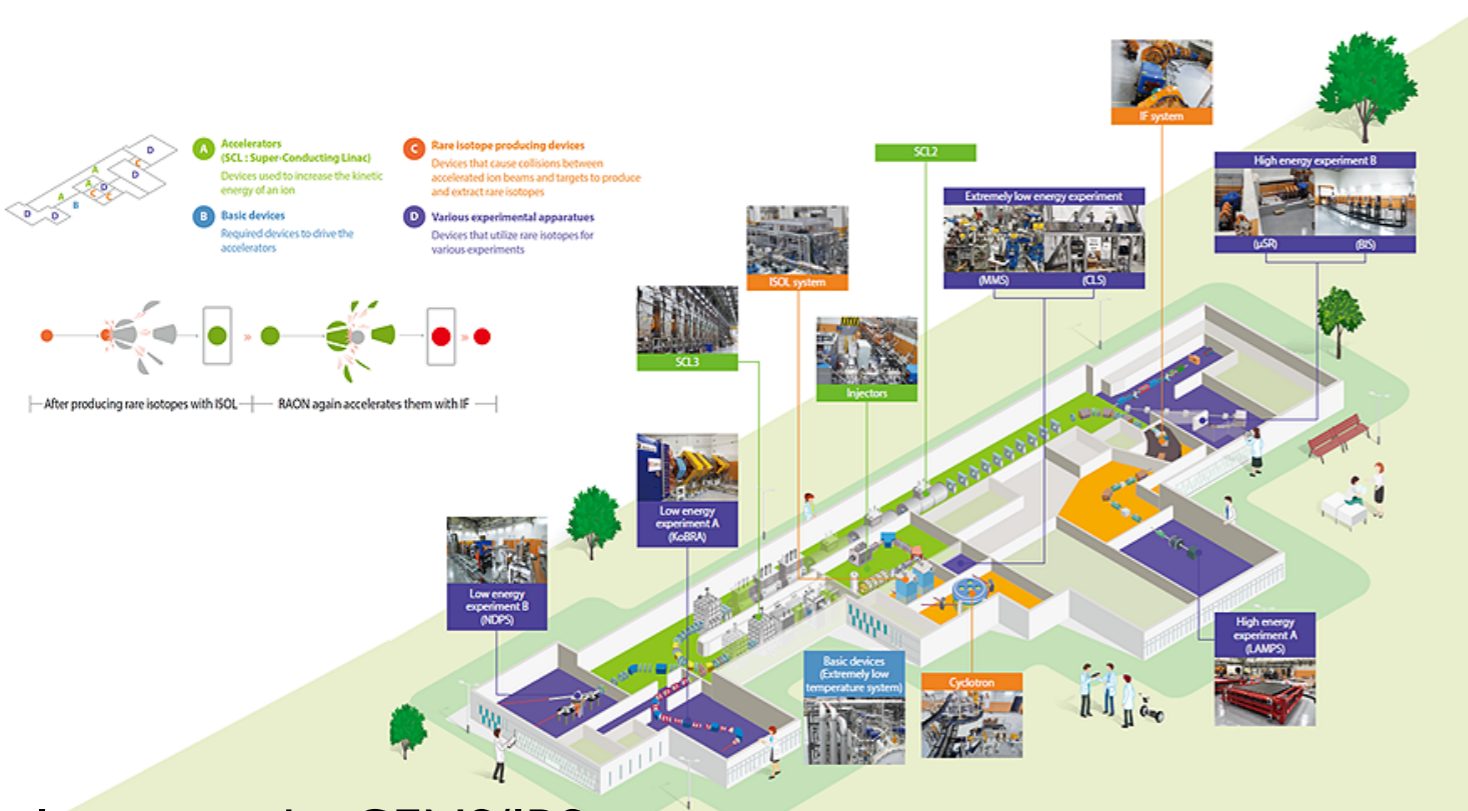 A Accelerators
(SCL : Super-Conducting Linac)
Devices used to increase the kinetic
energy of an ion
B Basic devices
Required devices to drive the
accelerators
C Rare isotope producing devices
Devices that cause collisions between
accelerated ion beams and targets to produce
and extract rare isotopes
D Various experimental apparatues
Devices that utilize rare isotopes for
various experiments
D
C
A
D
A
D
C
C
A
B
D
D
After producing rare isotopes with ISOL
RAON again accelerates them with IF
IF system
SCL2
High energy experiment B
(µSR)
(BIS)
Extremely low energy experiment
(MMS)
(CLS)
ISOL system
SCL3
Injectors
Low energy
experiment A
(KoBRA)
Low energy
experiment B
(NDPS)
Basic devices
(Extremely low
temperature system)
Cyclotron
High energy
experiment A
(LAMPS)